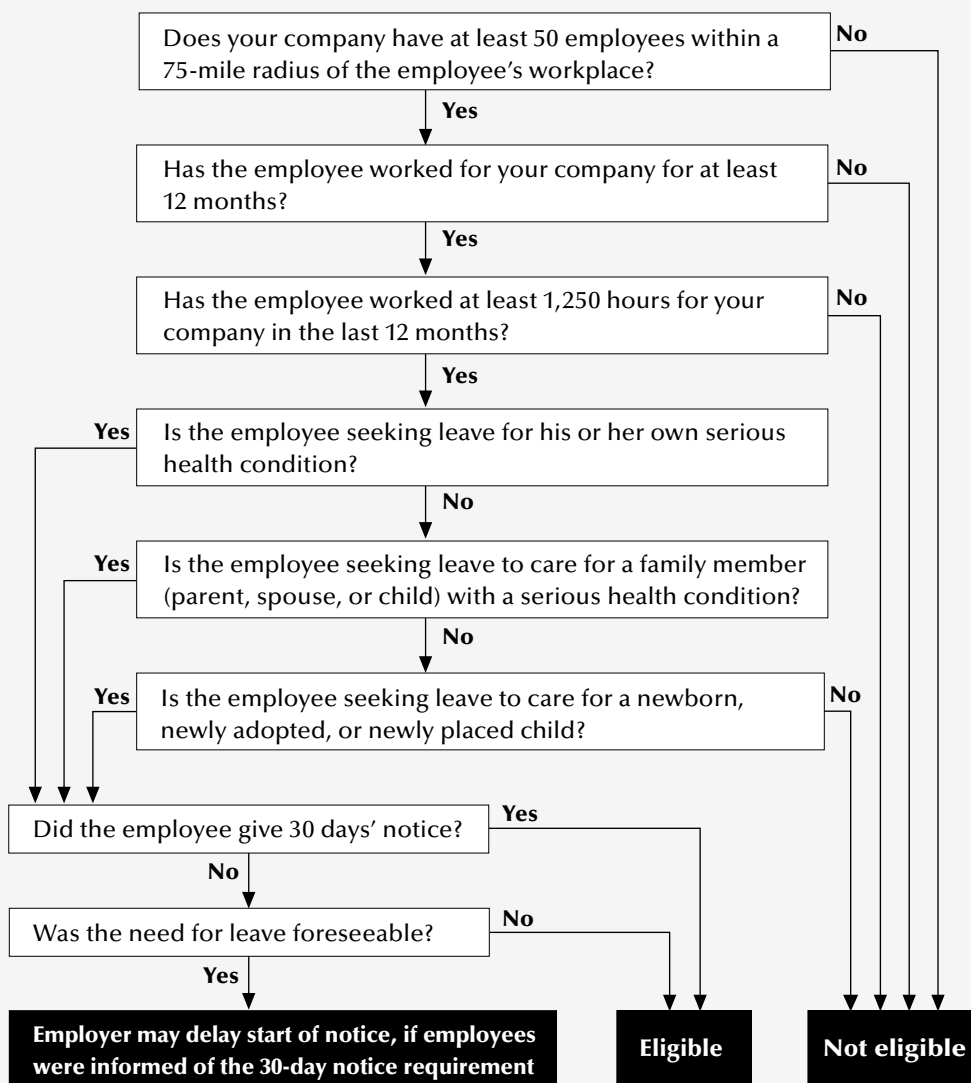 Does your company have at least 50 employees within a
75-mile radius of the employee’s workplace?
No
Yes
Has the employee worked for your company for at least
12 months?
No
Yes
Has the employee worked at least 1,250 hours for your
company in the last 12 months?
No
Yes
Yes
Is the employee seeking leave for his or her own serious
health condition?
No
Yes
Is the employee seeking leave to care for a family member
(parent, spouse, or child) with a serious health condition?
No
Yes
Is the employee seeking leave to care for a newborn,
newly adopted, or newly placed child?
No
Did the employee give 30 days’ notice?
Yes
No
Was the need for leave foreseeable?
No
Yes
Employer may delay start of notice, if employees
were informed of the 30-day notice requirement
Eligible
Not eligible